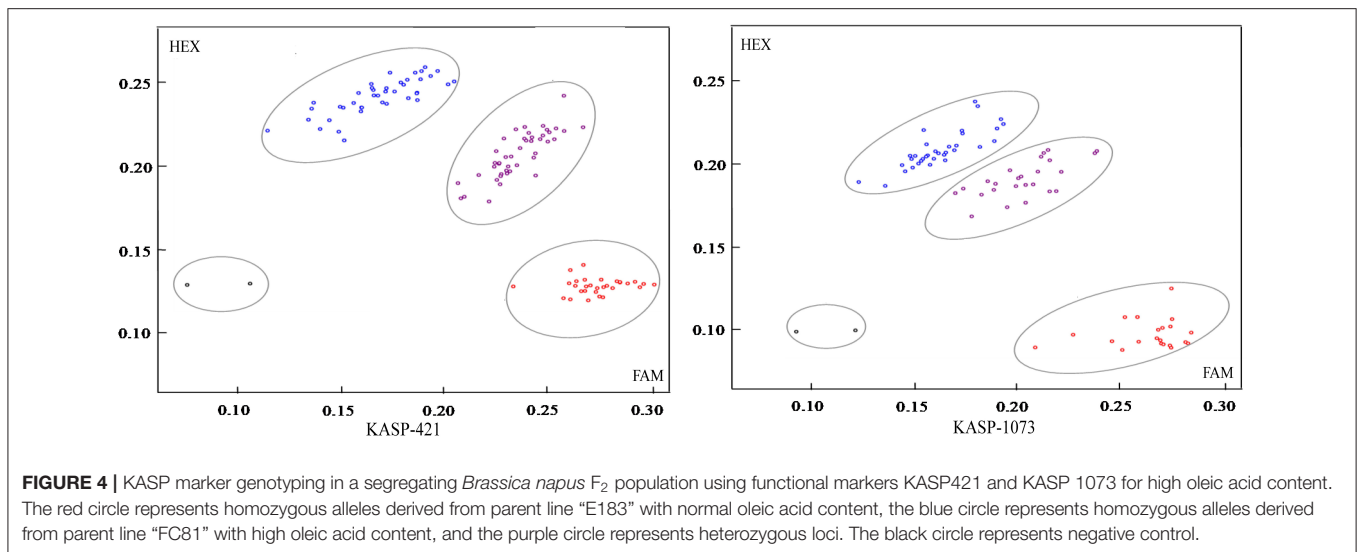 HEX
0.25
0.20
0.15
0.10
FAM
0.10 0.15 0.20 0.25 0.30
KASP-421
HEX
0.25
0.20
0.15
0.10
FAM
0.10 0.15 0.20 0.25 0.30
KASP-1073
FIGURE 4 | KASP marker genotyping in a segregating Brassica napus F2 population using functional markers KASP421 and KASP 1073 for high oleic acid content.
The red circle represents homozygous alleles derived from parent line “E183” with normal oleic acid content, the blue circle represents homozygous alleles derived
from parent line “FC81” with high oleic acid content, and the purple circle represents heterozygous loci. The black circle represents negative control.